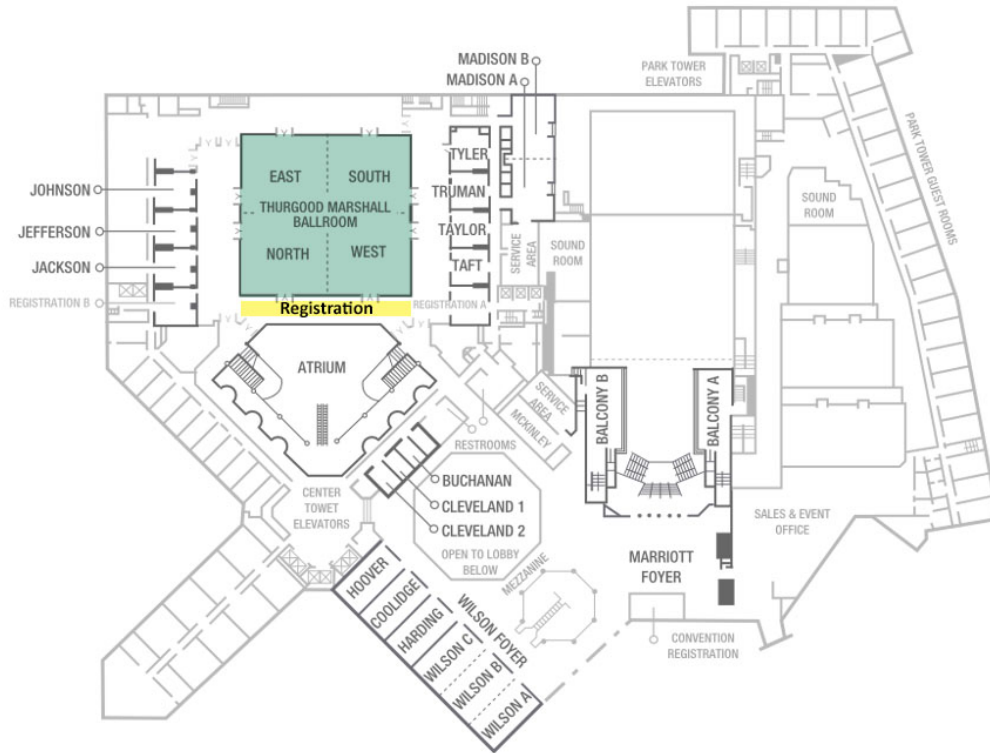 MADISON B
MADISON A
PARK TOWER
ELEVATORS
PARK TOWER GUEST ROOMS
JOHNSON
JEFFERSON
JACKSON
REGISTRATION B
EAST
SOUTH
THURGOOD MARSHALL
BALLROOM
NORTH
WEST
Registration
REGISTRATION A
TYLER
TRUMAN
TAYLOR
TAFT
SERVICE
AREA
SOUND
ROOM
SOUND
ROOM
ATRIUM
SERVICE
AREA
MCKINLEY
RESTROOMS
BALCONY B
BALCONY A
BUCHANAN
CLEVELAND 1
CLEVELAND 2
CENTER
TOWET
ELEVATORS
OPEN TO LOBBY
BELOW
SALES & EVENT
OFFICE
MARRIOTT
FOYER
MEZZANINE
CONVENTION
REGISTRATION
HOOVER
COOLIDGE
HARDING
WILSON FOYER
WILSON C
WILSON B
WILSON A